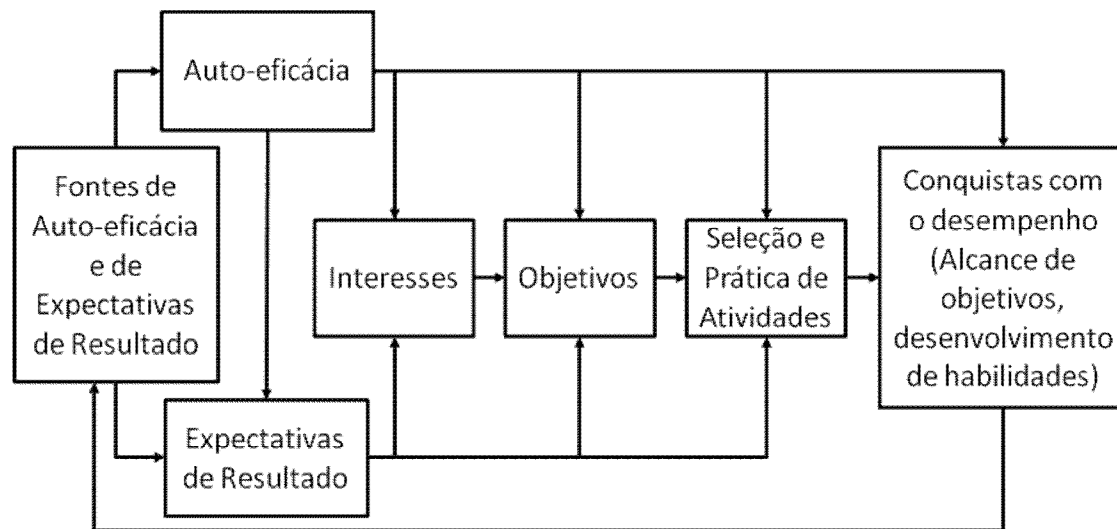 Auto-eficácia
Fontes de
Auto-eficácia
e de
Expectativas
de Resultado
Interesses
Objetivos
Seleção e
Prática de
Atividades
Conquistas com
o desempenho
(Alcance de
objetivos,
desenvolvimento
de habilidades)
Expectativas
de Resultado